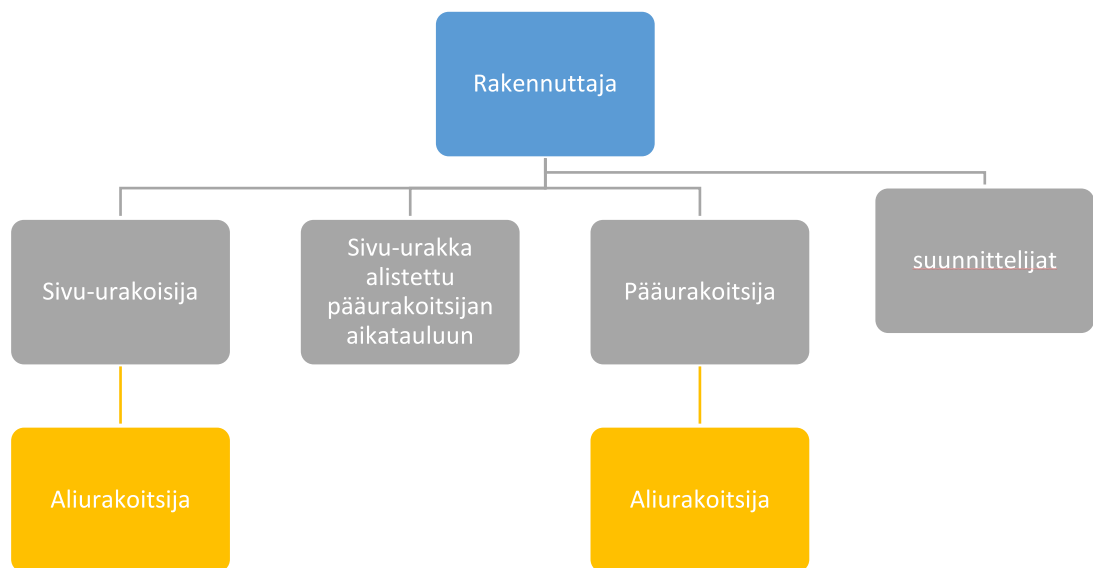 Rakennuttaja
Sivu-urakoisija
Sivu-urakka
alistettu
pääurakoitsijan
aikatauluun
Pääurakoitsija
suunnittelijat
Aliurakoitsija
Aliurakoitsija